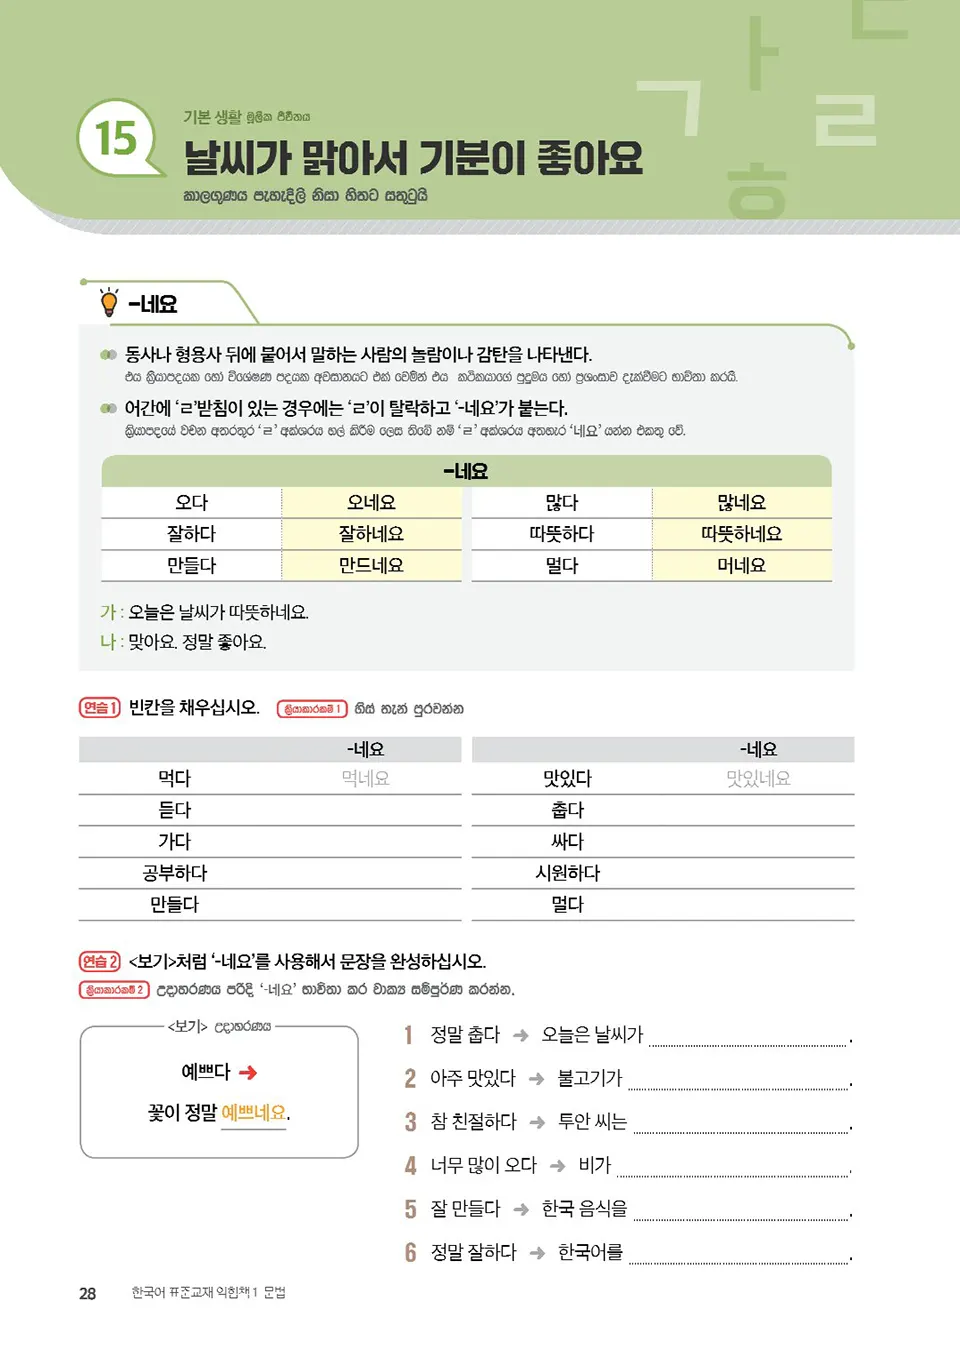 15
기본 생활 මූලික ජීවිතය
날씨가 맑아서 기분이 좋아요
කාලගුණය පැහැදිලි නිසා හිතට සතුටුයි
ㄱ ㅏ ㄷ ㄹ ㅎ
-네요
동사나 형용사 뒤에 붙어서 말하는 사람의 놀람이나 감탄을 나타낸다.
එය ක්‍රියාපදයක හෝ විශේෂණ පදයක අවසානයට එක් වෙමින් එය කථිකයාගේ පුදුමය හෝ ප්‍රශංසාව දැක්වීමට භාවිතා කරයි.
어간에 ‘ㄹ’받침이 있는 경우에는 ‘ㄹ’이 탈락하고 ‘-네요’가 붙는다.
ක්‍රියාපදයේ වචන අතරතුර ‘ㄹ’ අක්ශරය හල් කිරීම ලෙස තිබේ නම් ‘ㄹ’ අක්ශරය අතහැර ‘네요’ යන්න එකතු වේ.
-네요
오다 오네요 많다 많네요
잘하다 잘하네요 따뜻하다 따뜻하네요
만들다 만드네요 멀다 머네요
가 : 오늘은 날씨가 따뜻하네요.
나 : 맞아요. 정말 좋아요.
연습 1 빈칸을 채우십시오. ක්‍රියාකාරකම් 1 හිස් තැන් පුරවන්න
-네요 -네요
먹다 먹네요 맛있다 맛있네요
듣다 춥다
가다 싸다
공부하다 시원하다
만들다 멀다
연습 2 <보기>처럼 ‘-네요’를 사용해서 문장을 완성하십시오.
ක්‍රියාකාරකම් 2 උදාහරණය පරිදි ‘-네요’ භාවිතා කර වාක්‍ය සම්පූර්ණ කරන්න.
<보기> උදාහරණය
예쁘다 ➔
꽃이 정말 예쁘네요.
1 정말 춥다 ➔ 오늘은 날씨가 .
2 아주 맛있다 ➔ 불고기가 .
3 참 친절하다 ➔ 투안 씨는 .
4 너무 많이 오다 ➔ 비가 .
5 잘 만들다 ➔ 한국 음식을 .
6 정말 잘하다 ➔ 한국어를 .
28 한국어 표준교재 익힘책 1 문법